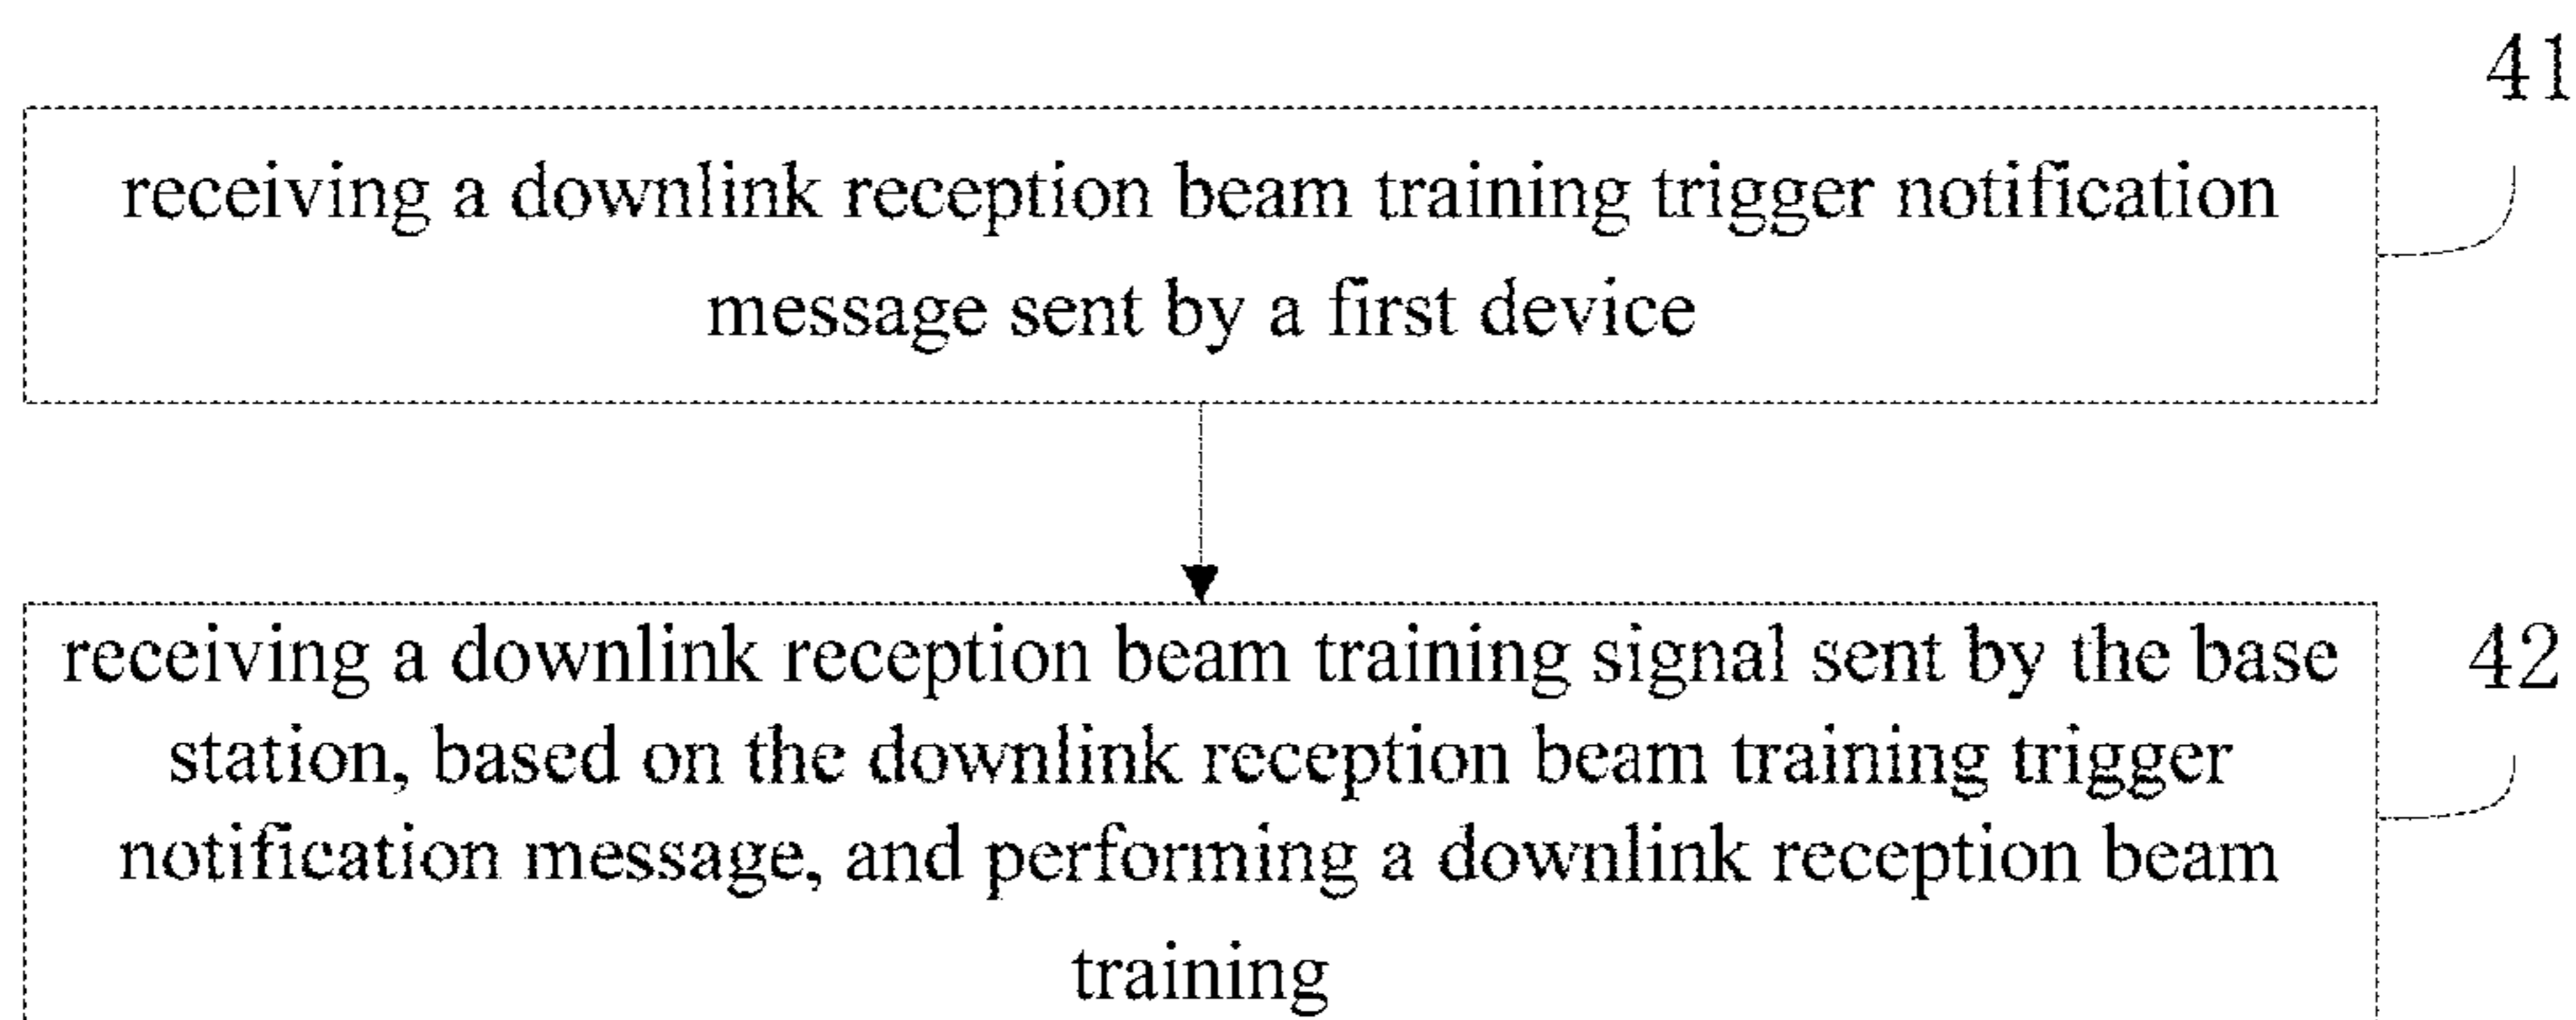 41
receiving a downlink reception beam training trigger notification
message sent by a first device
receiving a downlink reception beam training signal sent by the base
42
station, based on the downlink reception beam training trigger
notification message, and performing a downlink reception beam
training